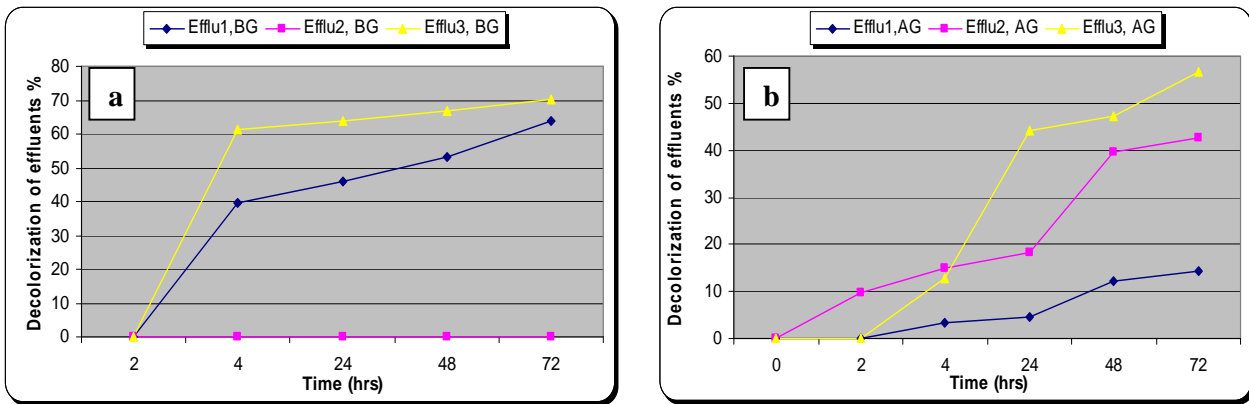 Efflu1,BG Efflu2, BG Efflu3, BG
a
Decolorization of effluents %
80
70
60
50
40
30
20
10
0
2 4 24 48 72
Time (hrs)
Efflu1,AG Efflu2, AG Efflu3, AG
b
Decolorization of effluents %
60
50
40
30
20
10
0
0 2 4 24 48 72
Time (hrs)